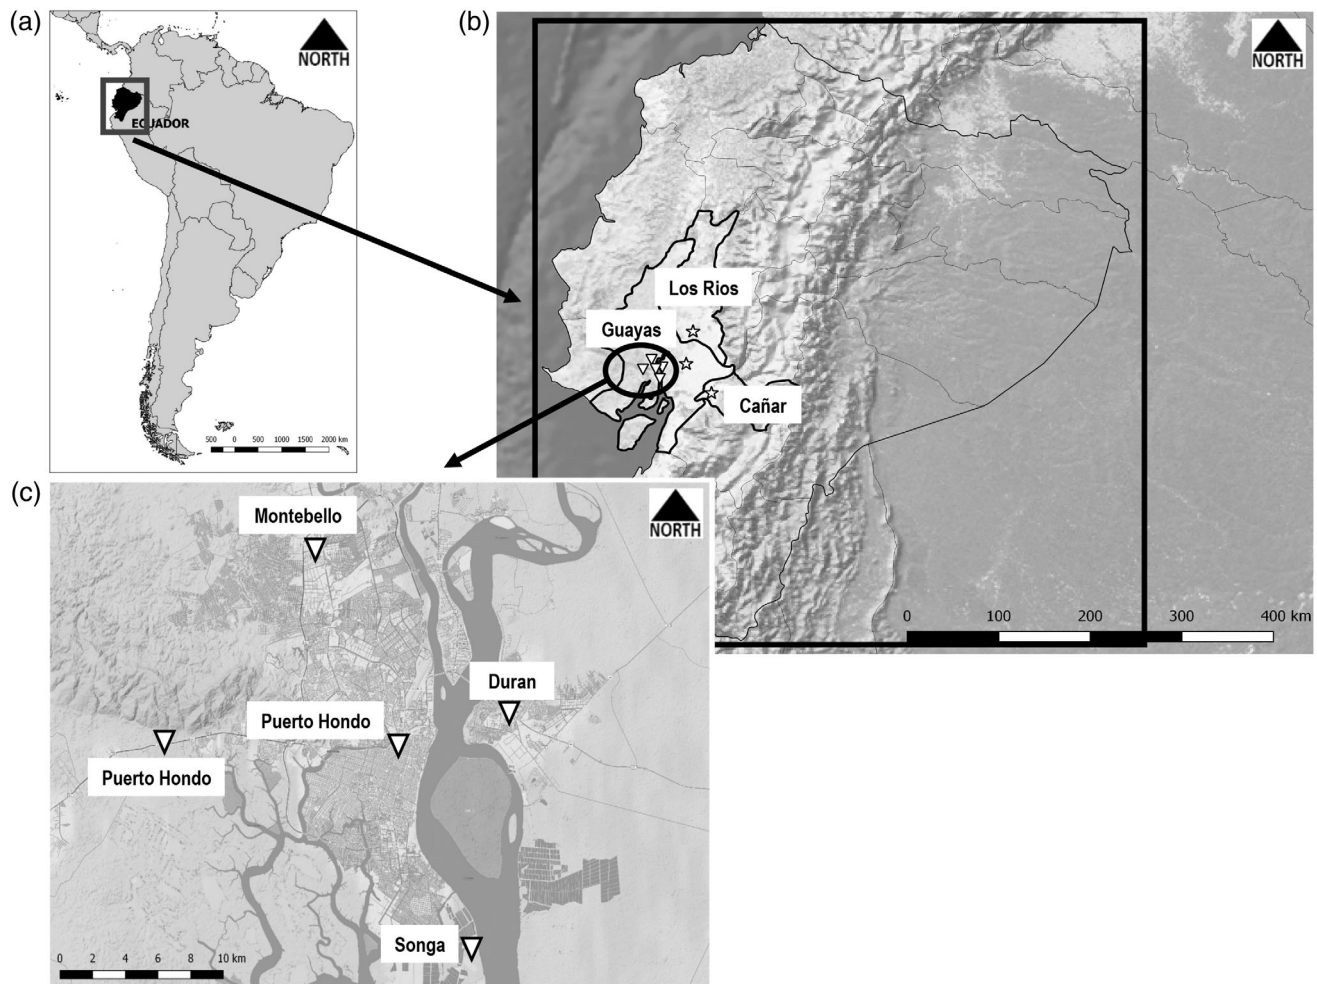 (a)
NORTH
ECUADOR
500 0 500 1000 1500 2000 km
(b)
NORTH
Los Rios
Guayas
Cañar
0 100 200 300 400 km
(c)
NORTH
Montebello
Duran
Puerto Hondo
Puerto Hondo
Songa
0 2 4 6 8 10 km